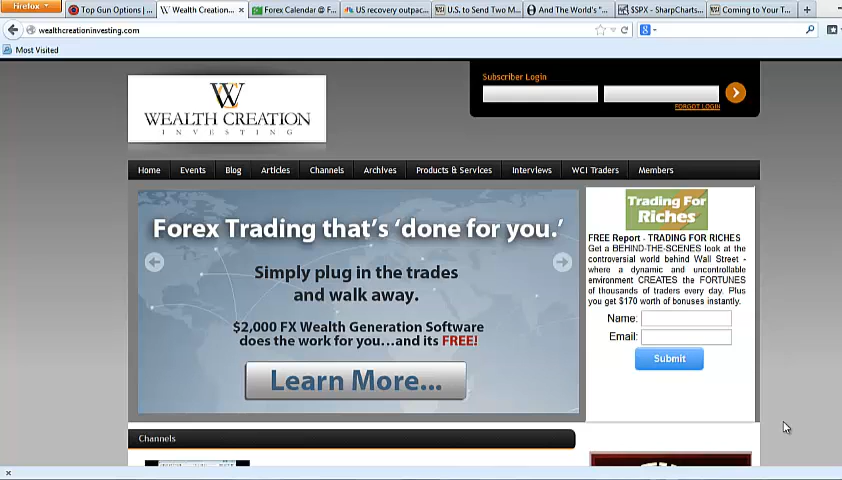 Firefox
Top Gun Options | ...
Wealth Creation...
Forex Calendar @ F...
US recovery outpac...
U.S. to Send Two M...
And The World's "...
$SPX - SharpCharts...
Coming to Your T...
wealthcreationinvesting.com
Most Visited
Subscriber Login
FORGOT LOGIN
WEALTH CREATION
INVESTING
Home Events Blog Articles Channels Archives Products & Services Interviews WCI Traders Members
Forex Trading that's 'done for you.'
Simply plug in the trades
and walk away.
$2,000 FX Wealth Generation Software
does the work for you...and its FREE!
Learn More...
Trading For
Riches
FREE Report - TRADING FOR RICHES
Get a BEHIND-THE-SCENES look at the
controversial world behind Wall Street -
where a dynamic and uncontrollable
environment CREATES the FORTUNES
of thousands of traders every day. Plus
you get $170 worth of bonuses instantly.
Name:
Email:
Submit
Channels